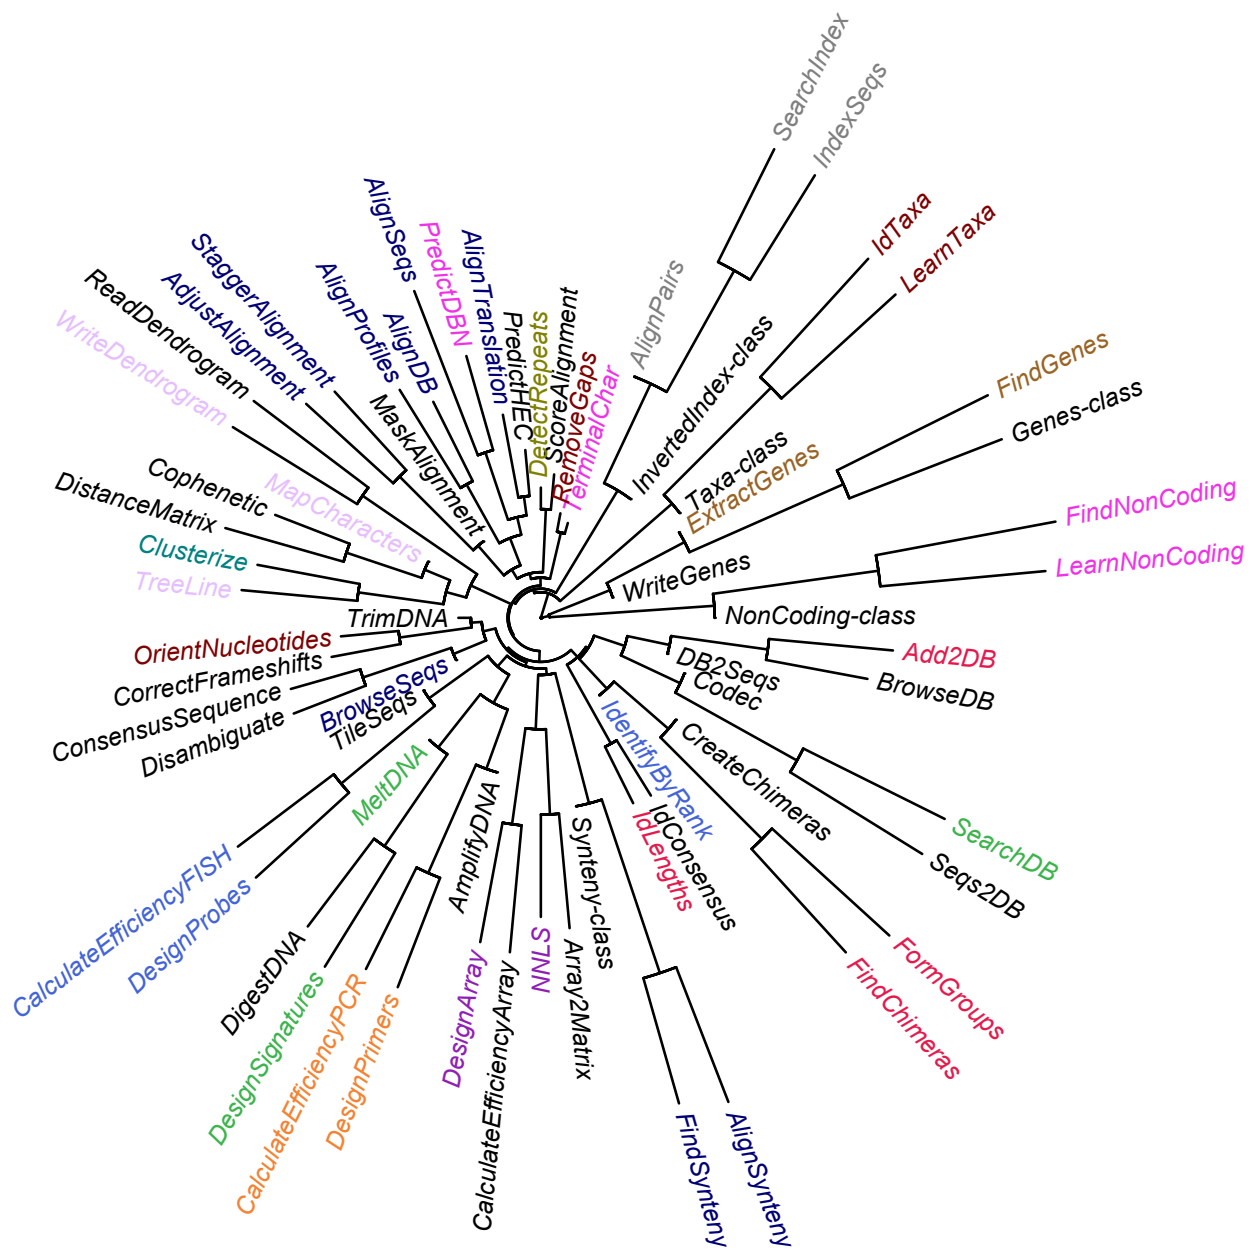 SearchIndex
IndexSeqs
IdTaxa
LearnTaxa
AlignPairs
InvertedIndex-class
Taxa-class
FindGenes
Genes-class
ExtractGenes
WriteGenes
FindNonCoding
LearnNonCoding
NonCoding-class
Add2DB
BrowseDB
DB2Seqs
Codec
SearchDB
Seqs2DB
CreateChimeras
FormGroups
FindChimeras
IdentifyByRank
IdConsensus
IdLengths
Synteny-class
AlignSynteny
FindSynteny
Array2Matrix
NNLS
CalculateEfficiencyArray
DesignArray
AmplifyDNA
DesignPrimers
CalculateEfficiencyPCR
DesignSignatures
DigestDNA
MeltDNA
DesignProbes
CalculateEfficiencyFISH
TileSeqs
BrowseSeqs
Disambiguate
ConsensusSequence
CorrectFrameshifts
OrientNucleotides
TrimDNA
TreeLine
Clusterize
MapCharacters
DistanceMatrix
Cophenetic
WriteDendrogram
ReadDendrogram
AdjustAlignment
StaggerAlignment
MaskAlignment
AlignProfiles
AlignDB
AlignSeqs
PredictDBN
AlignTranslation
PredictHEC
DetectRepeats
ScoreAlignment
RemoveGaps
TerminalChar